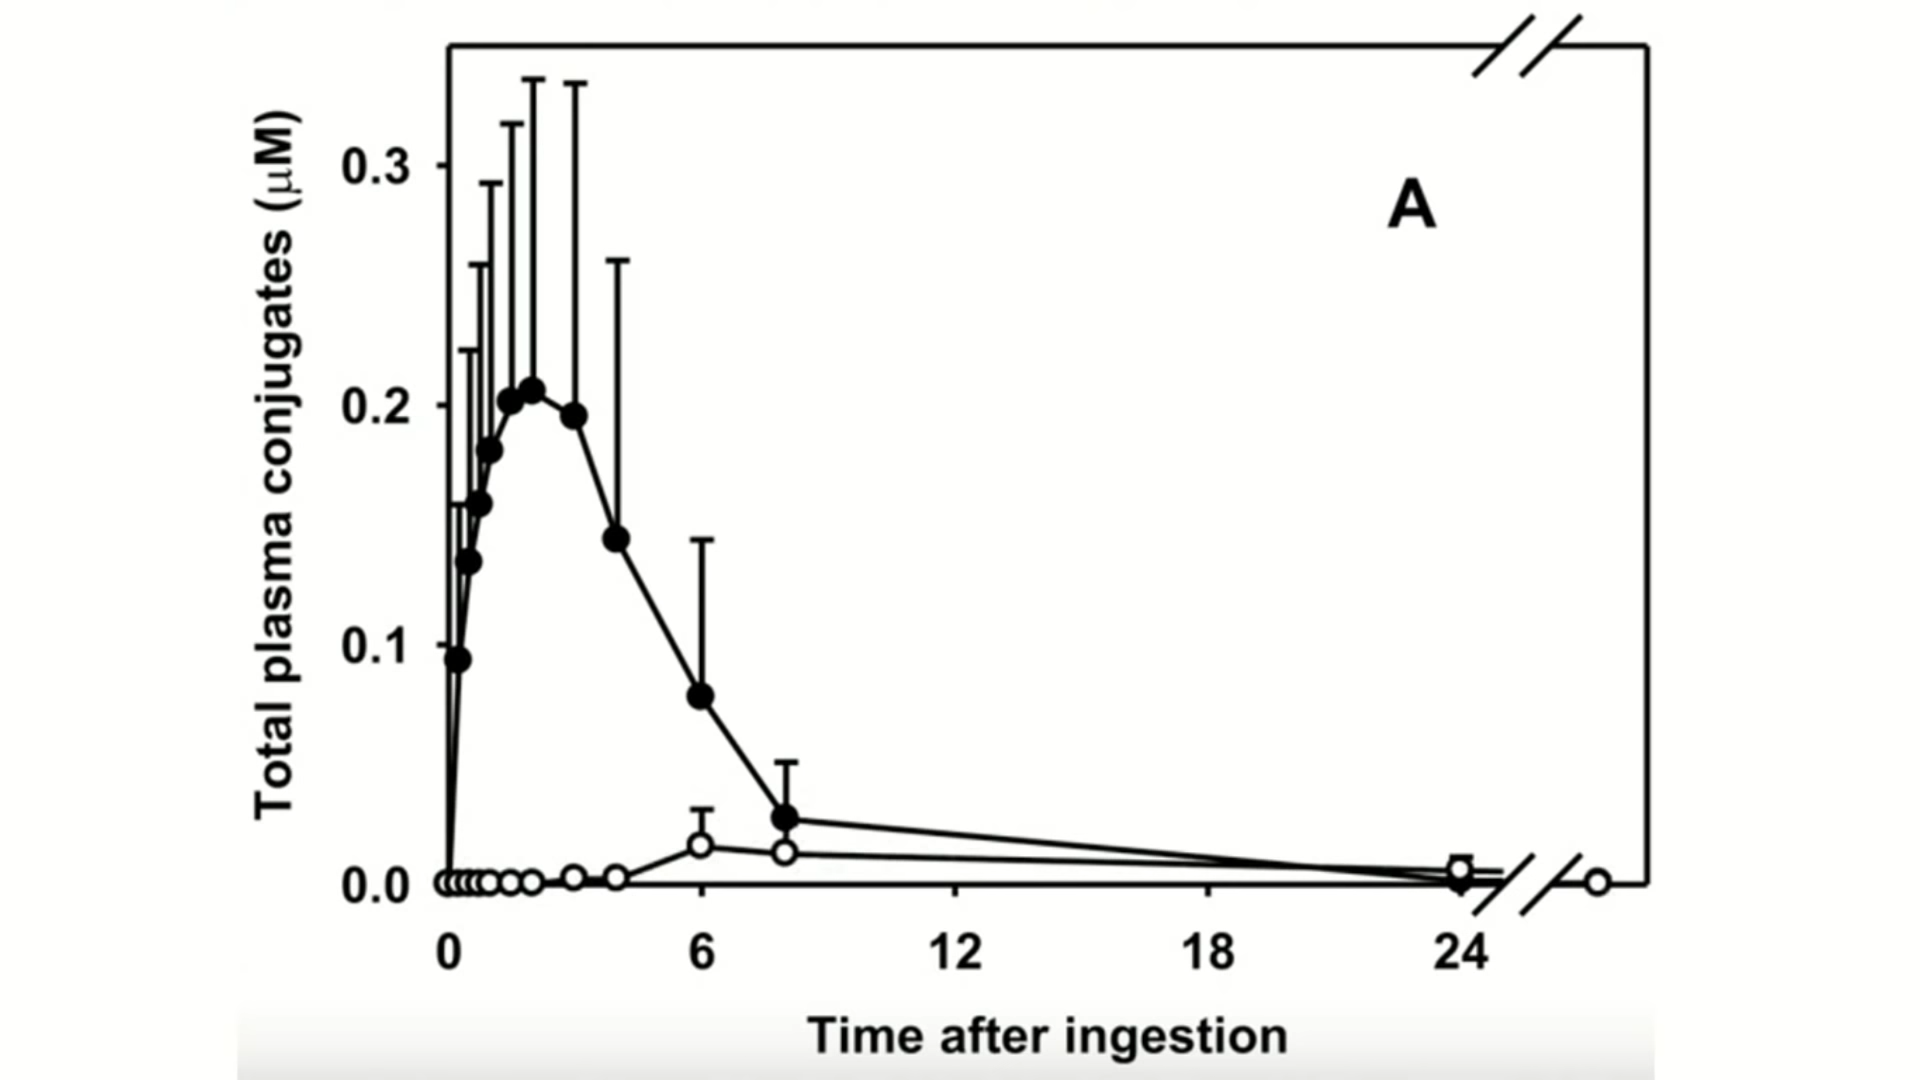 Total plasma conjugates (μM)
0.3
0.2
0.1
0.0
A
0 6 12 18 24
Time after ingestion